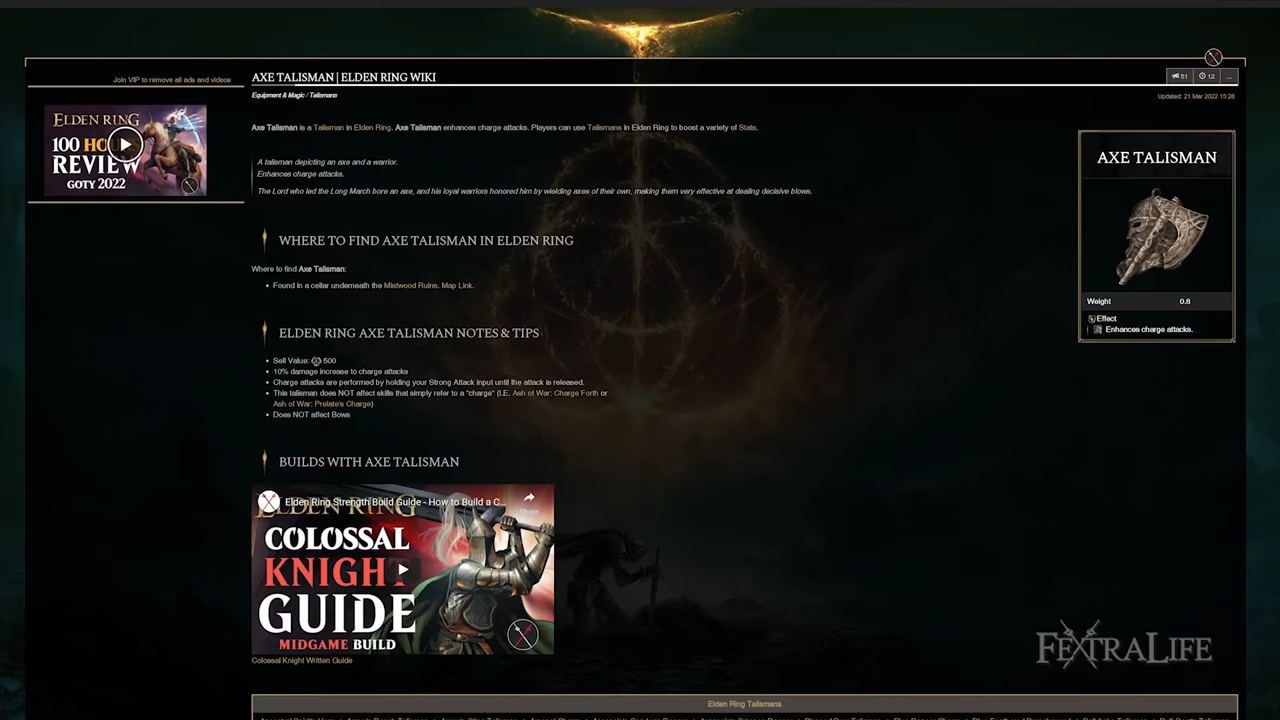 Join VIP to remove all ads and videos
ELDEN RING
100 HOUR
REVIEW
GOTY 2022
AXE TALISMAN | ELDEN RING WIKI
51
12
...
Equipment & Magic / Talismans
Updated: 21 Mar 2022 15:26
Axe Talisman is a Talisman in Elden Ring. Axe Talisman enhances charge attacks. Players can use Talismans in Elden Ring to boost a variety of Stats.
A talisman depicting an axe and a warrior.
Enhances charge attacks.
The Lord who led the Long March bore an axe, and his loyal warriors honored him by wielding axes of their own, making them very effective at dealing decisive blows.
AXE TALISMAN
Weight 0.8
Effect
Enhances charge attacks.
WHERE TO FIND AXE TALISMAN IN ELDEN RING
Where to find Axe Talisman:
Found in a cellar underneath the Mistwood Ruins. Map Link.
ELDEN RING AXE TALISMAN NOTES & TIPS
Sell Value: 500
10% damage increase to charge attacks
Charge attacks are performed by holding your Strong Attack input until the attack is released.
This talisman does NOT affect skills that simply refer to a "charge" (I.E. Ash of War: Charge Forth or
Ash of War: Prelate's Charge)
Does NOT affect Bows
BUILDS WITH AXE TALISMAN
Elden Ring Strength Build Guide - How to Build a C...
Share
ELDEN RING
COLOSSAL
KNIGHT
GUIDE
MIDGAME BUILD
Colossal Knight Written Guide
FEXTRALIFE
Elden Ring Talismans